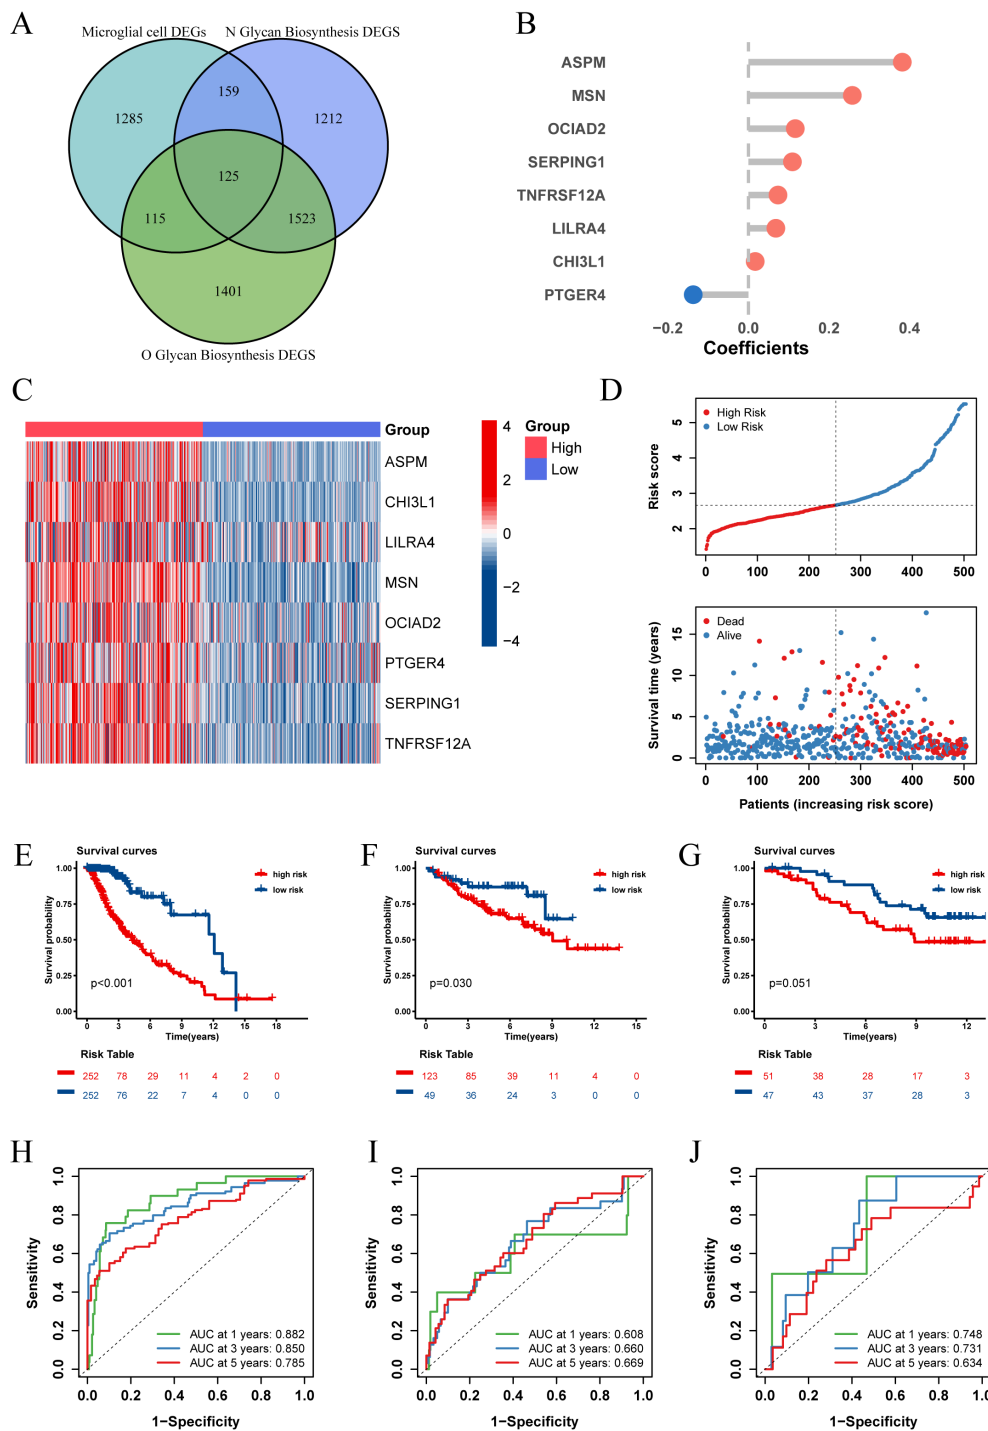 A
Microglial cell DEGs N Glycan Biosynthesis DEGS
159
1285
1212
125
115
1523
1401
O Glycan Biosynthesis DEGS
B
ASPM
MSN
OCIAD2
SERPING1
TNFRSF12A
LILRA4
CHI3L1
PTGER4
−0.2 0.0 0.2 0.4
Coefficients
C
Group
ASPM
CHI3L1
LILRA4
MSN
OCIAD2
PTGER4
SERPING1
TNFRSF12A
4
2
0
−2
−4
Group
High
Low
D
High Risk
Low Risk
Risk score
5
4
3
2
0 100 200 300 400 500
Dead
Alive
Survival time (years)
15
10
5
0
0 100 200 300 400 500
Patients (increasing risk score)
E
Survival curves
high risk
low risk
Survival probability
1.00
0.75
0.50
0.25
0.00
p<0.001
0 3 6 9 12 15 18
Time(years)
Risk Table
252 78 29 11 4 2 0
252 76 22 7 4 0 0
F
Survival curves
high risk
low risk
Survival probability
1.00
0.75
0.50
0.25
0.00
p=0.030
0 3 6 9 12 15
Time(years)
Risk Table
123 85 39 11 4 0
49 36 24 3 0 0
G
Survival curves
high risk
low risk
Survival probability
1.00
0.75
0.50
0.25
0.00
p=0.051
0 3 6 9 12
Time(years)
Risk Table
51 38 28 17 3
47 43 37 28 3
H
Sensitivity
1.0
0.8
0.6
0.4
0.2
0.0
AUC at 1 years: 0.882
AUC at 3 years: 0.850
AUC at 5 years: 0.785
0.0 0.2 0.4 0.6 0.8 1.0
1−Specificity
I
Sensitivity
1.0
0.8
0.6
0.4
0.2
0.0
AUC at 1 years: 0.608
AUC at 3 years: 0.660
AUC at 5 years: 0.669
0.0 0.2 0.4 0.6 0.8 1.0
1−Specificity
J
Sensitivity
1.0
0.8
0.6
0.4
0.2
0.0
AUC at 1 years: 0.748
AUC at 3 years: 0.731
AUC at 5 years: 0.634
0.0 0.2 0.4 0.6 0.8 1.0
1−Specificity